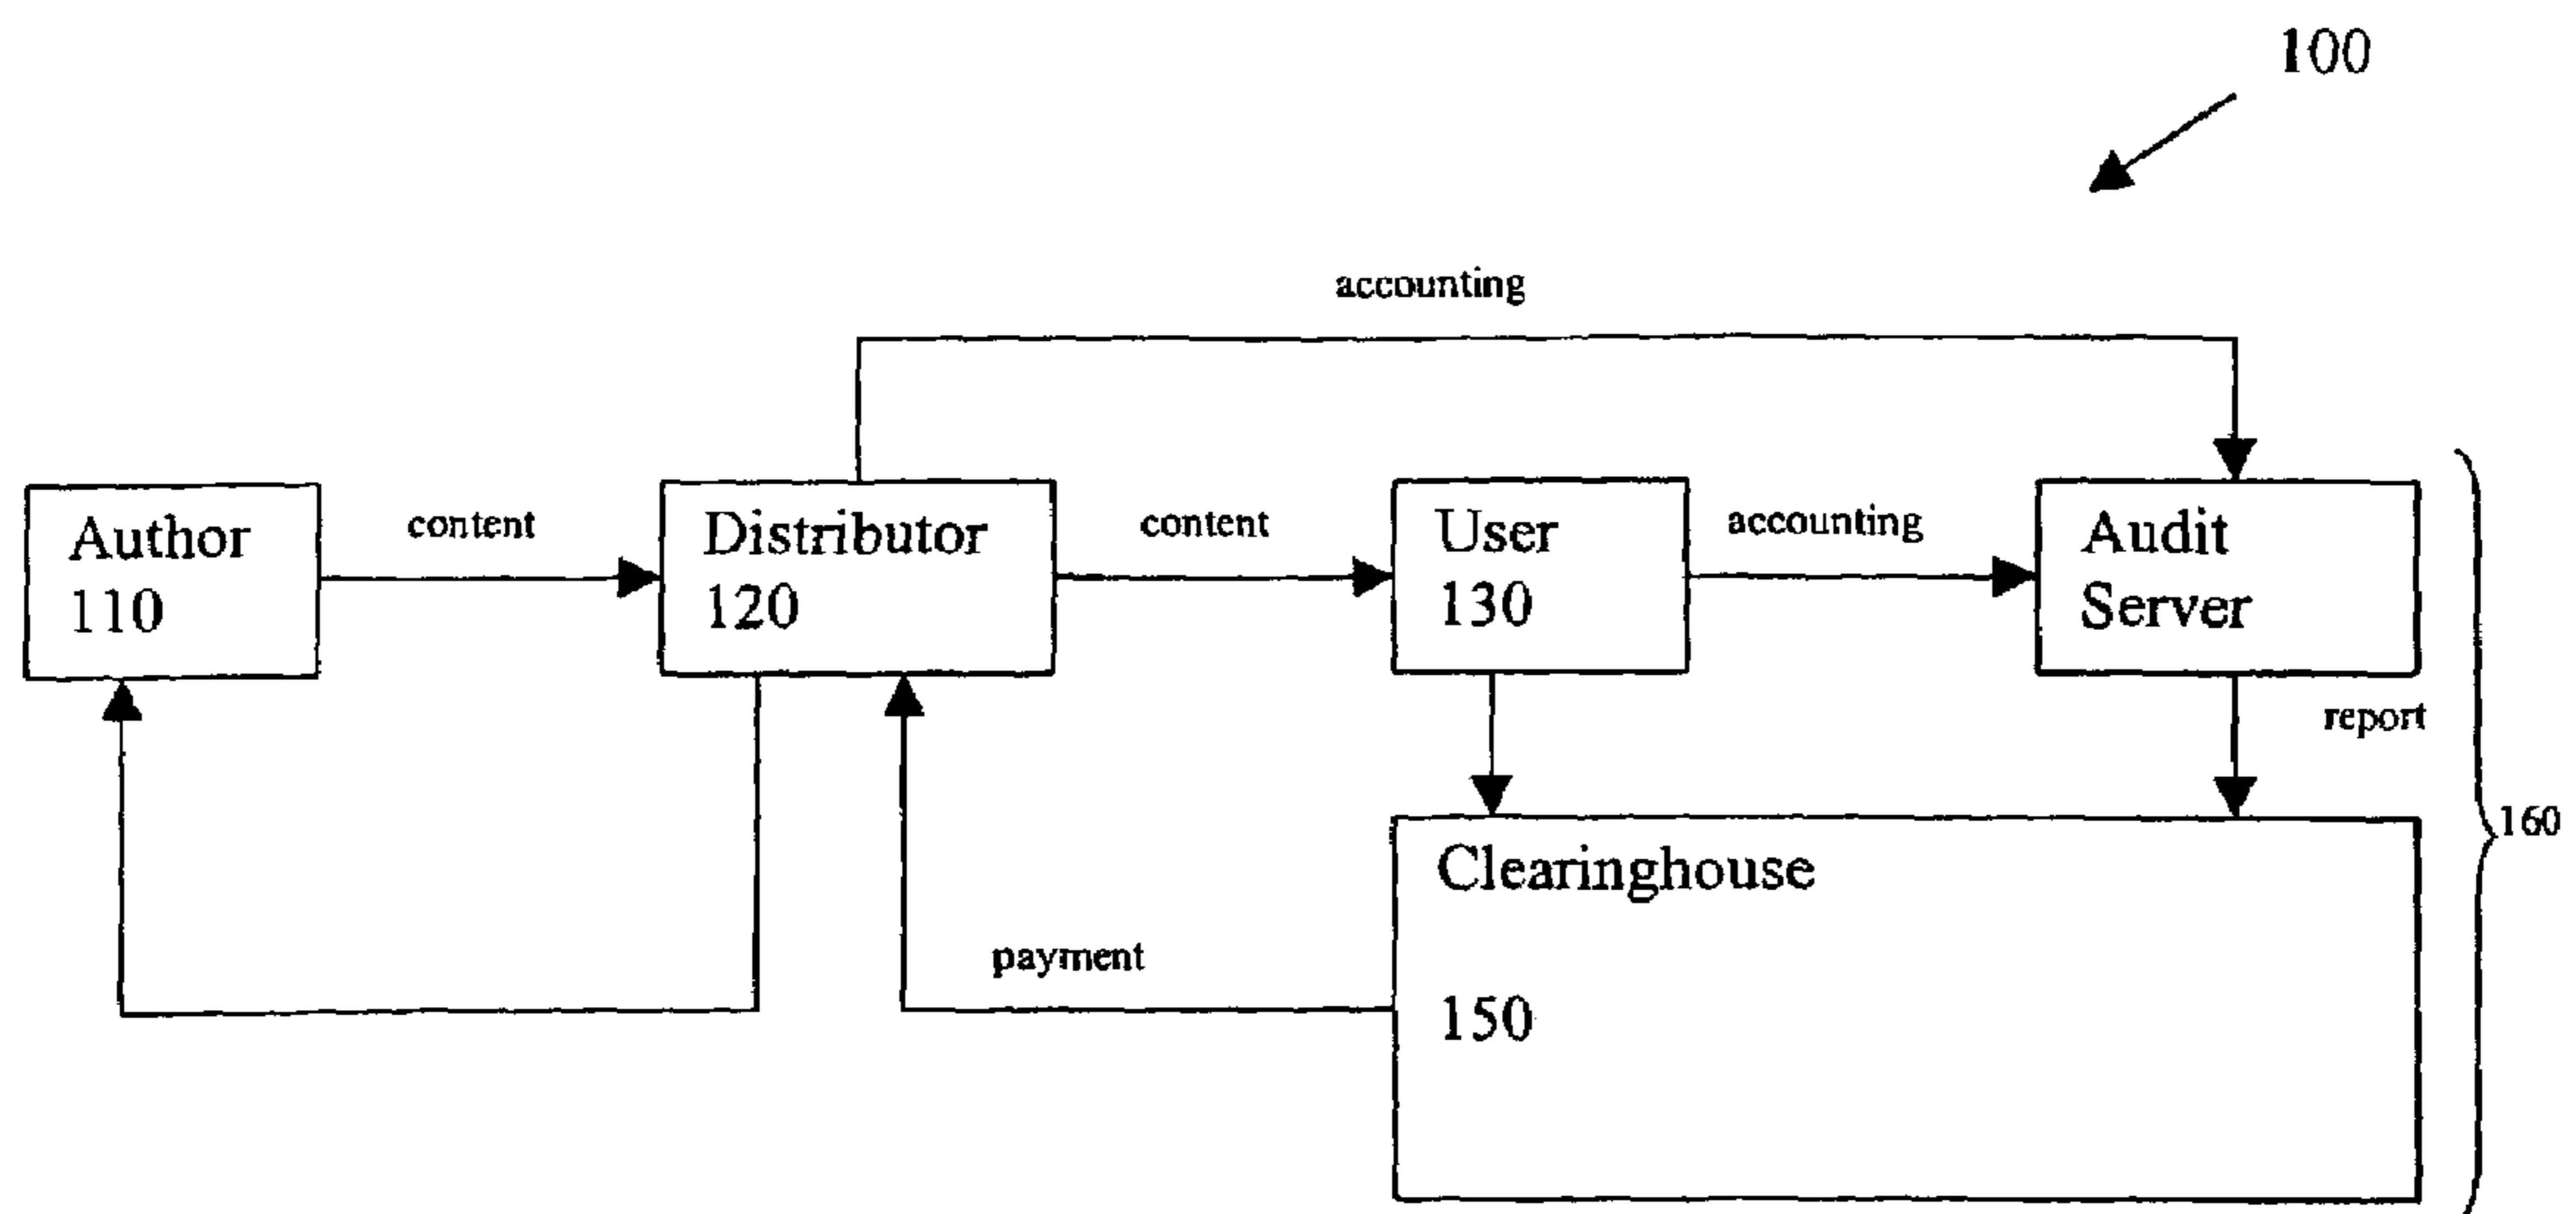 100
accounting
Author
110
content
Distributor
120
content
User
130
accounting
Audit
Server
report
160
Clearinghouse
150
payment